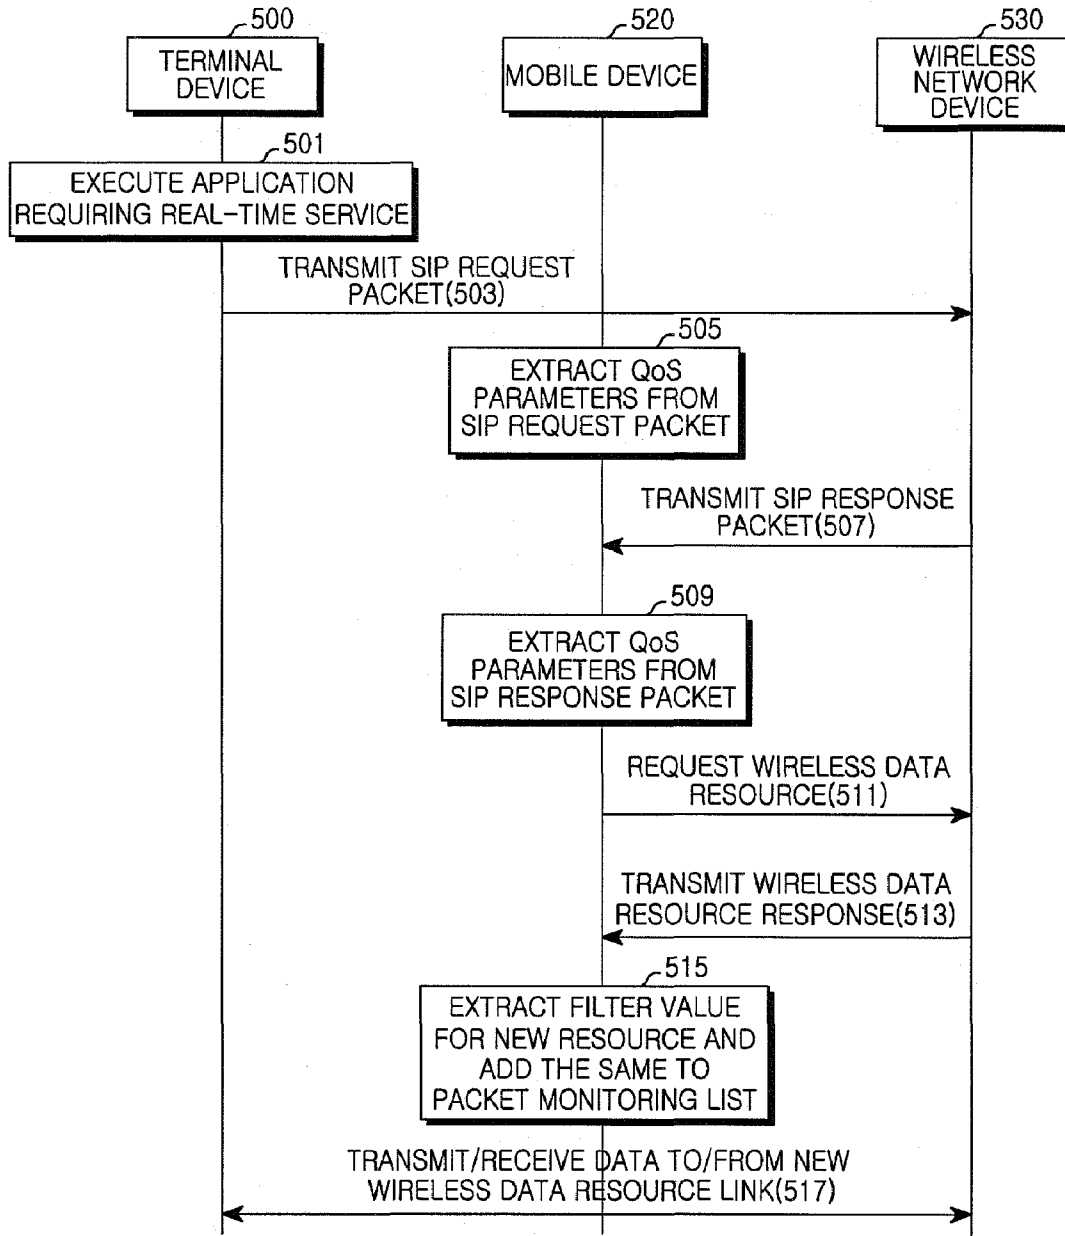 500
520
530
TERMINAL
DEVICE
MOBILE DEVICE
WIRELESS
NETWORK
DEVICE
501
EXECUTE APPLICATION
REQUIRING REAL-TIME SERVICE
TRANSMIT SIP REQUEST
PACKET(503)
505
EXTRACT QoS
PARAMETERS FROM
SIP REQUEST PACKET
TRANSMIT SIP RESPONSE
PACKET(507)
509
EXTRACT QoS
PARAMETERS FROM
SIP RESPONSE PACKET
REQUEST WIRELESS DATA
RESOURCE(511)
TRANSMIT WIRELESS DATA
RESOURCE RESPONSE(513)
515
EXTRACT FILTER VALUE
FOR NEW RESOURCE AND
ADD THE SAME TO
PACKET MONITORING LIST
TRANSMIT/RECEIVE DATA TO/FROM NEW
WIRELESS DATA RESOURCE LINK(517)